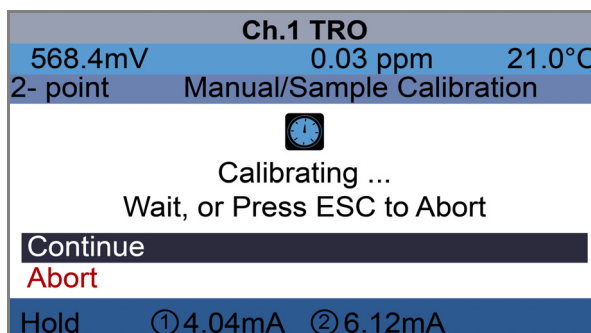 Ch.1 TRO
568.4mV 0.03 ppm 21.0°C
2- point Manual/Sample Calibration
Calibrating ...
Wait, or Press ESC to Abort
Continue
Abort
Hold ①4.04mA ②6.12mA